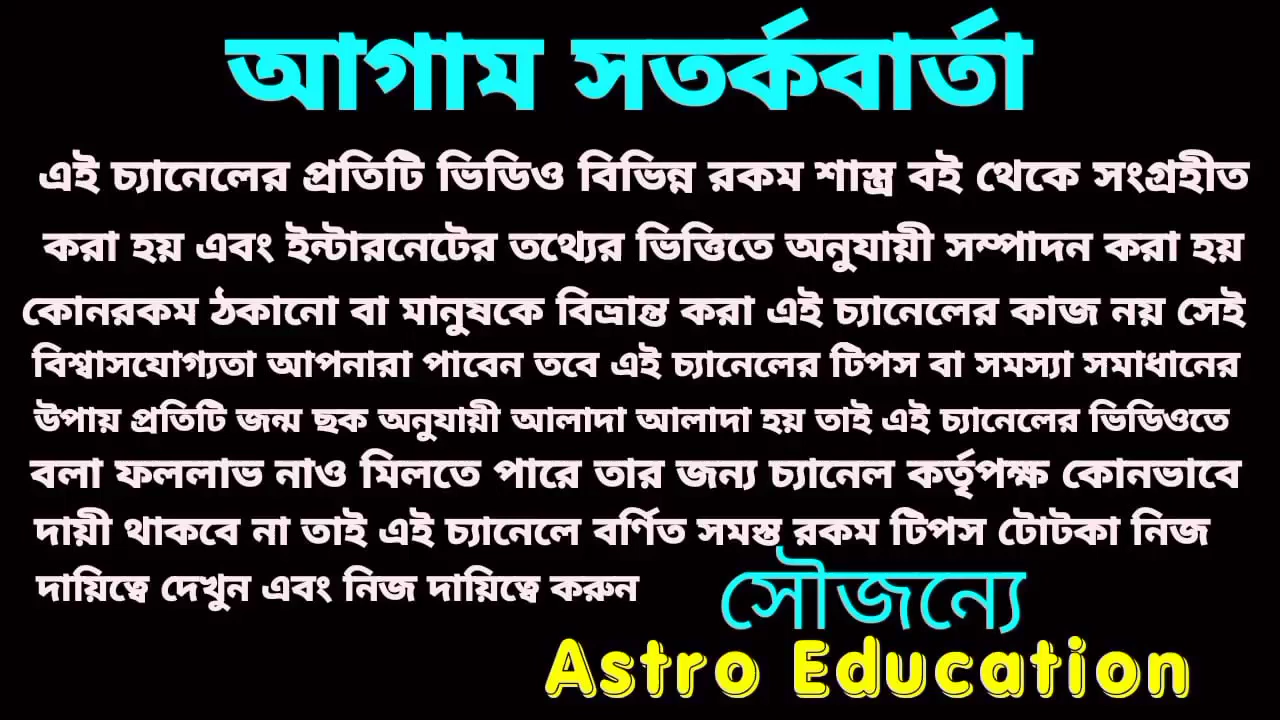 আগাম সতর্কবার্তা
এই চ্যানেলের প্রতিটি ভিডিও বিভিন্ন রকম শাস্ত্র বই থেকে সংগ্রহীত
করা হয় এবং ইন্টারনেটের তথ্যের ভিত্তিতে অনুযায়ী সম্পাদন করা হয়
কোনরকম ঠকানো বা মানুষকে বিভ্রান্ত করা এই চ্যানেলের কাজ নয় সেই
বিশ্বাসযোগ্যতা আপনারা পাবেন তবে এই চ্যানেলের টিপস বা সমস্যা সমাধানের
উপায় প্রতিটি জন্ম ছক অনুযায়ী আলাদা আলাদা হয় তাই এই চ্যানেলের ভিডিওতে
বলা ফললাভ নাও মিলতে পারে তার জন্য চ্যানেল কর্তৃপক্ষ কোনভাবে
দায়ী থাকবে না তাই এই চ্যানেলে বর্ণিত সমস্ত রকম টিপস টোটকা নিজ
দায়িত্বে দেখুন এবং নিজ দায়িত্বে করুন
সৌজন্যে
Astro Education